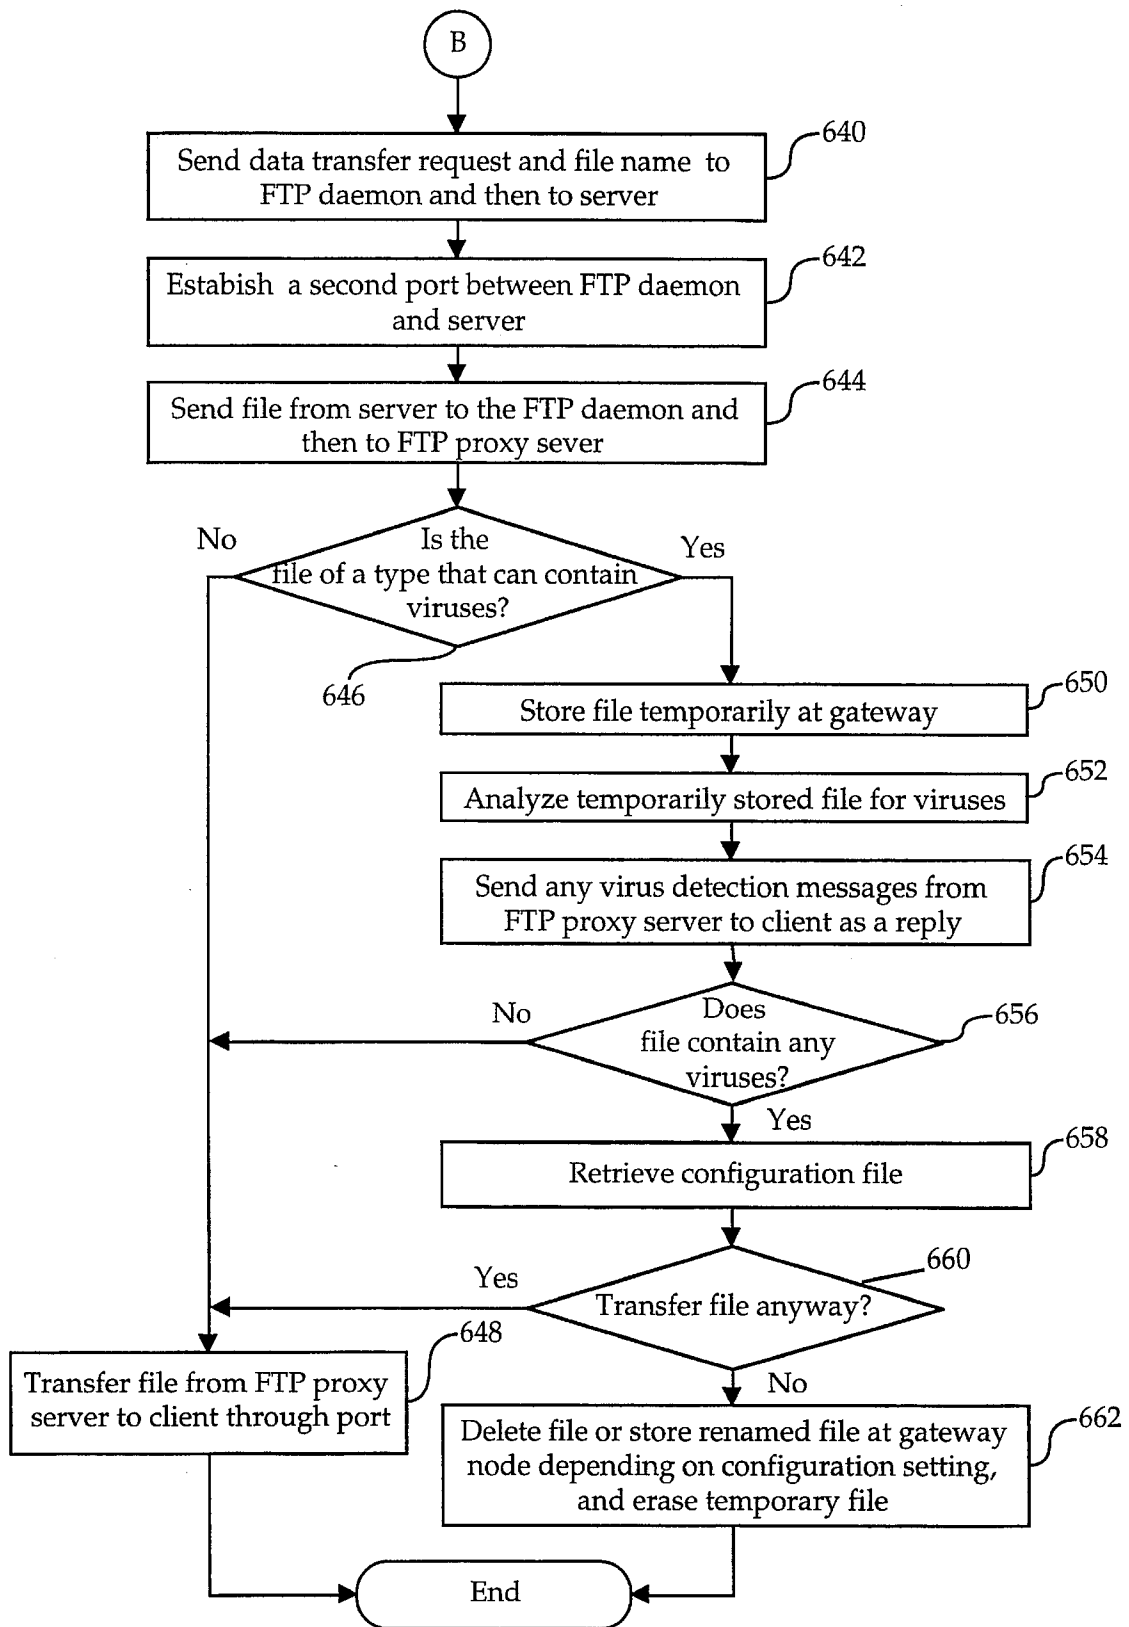 B
640
Send data transfer request and file name to
FTP daemon and then to server
642
Estabish a second port between FTP daemon
and server
644
Send file from server to the FTP daemon and
then to FTP proxy sever
No
Is the
file of a type that can contain
viruses?
Yes
646
650
Store file temporarily at gateway
652
Analyze temporarily stored file for viruses
654
Send any virus detection messages from
FTP proxy server to client as a reply
No
Does
file contain any
viruses?
656
Yes
658
Retrieve configuration file
660
Yes
Transfer file anyway?
648
Transfer file from FTP proxy
server to client through port
No
662
Delete file or store renamed file at gateway
node depending on configuration setting,
and erase temporary file
End